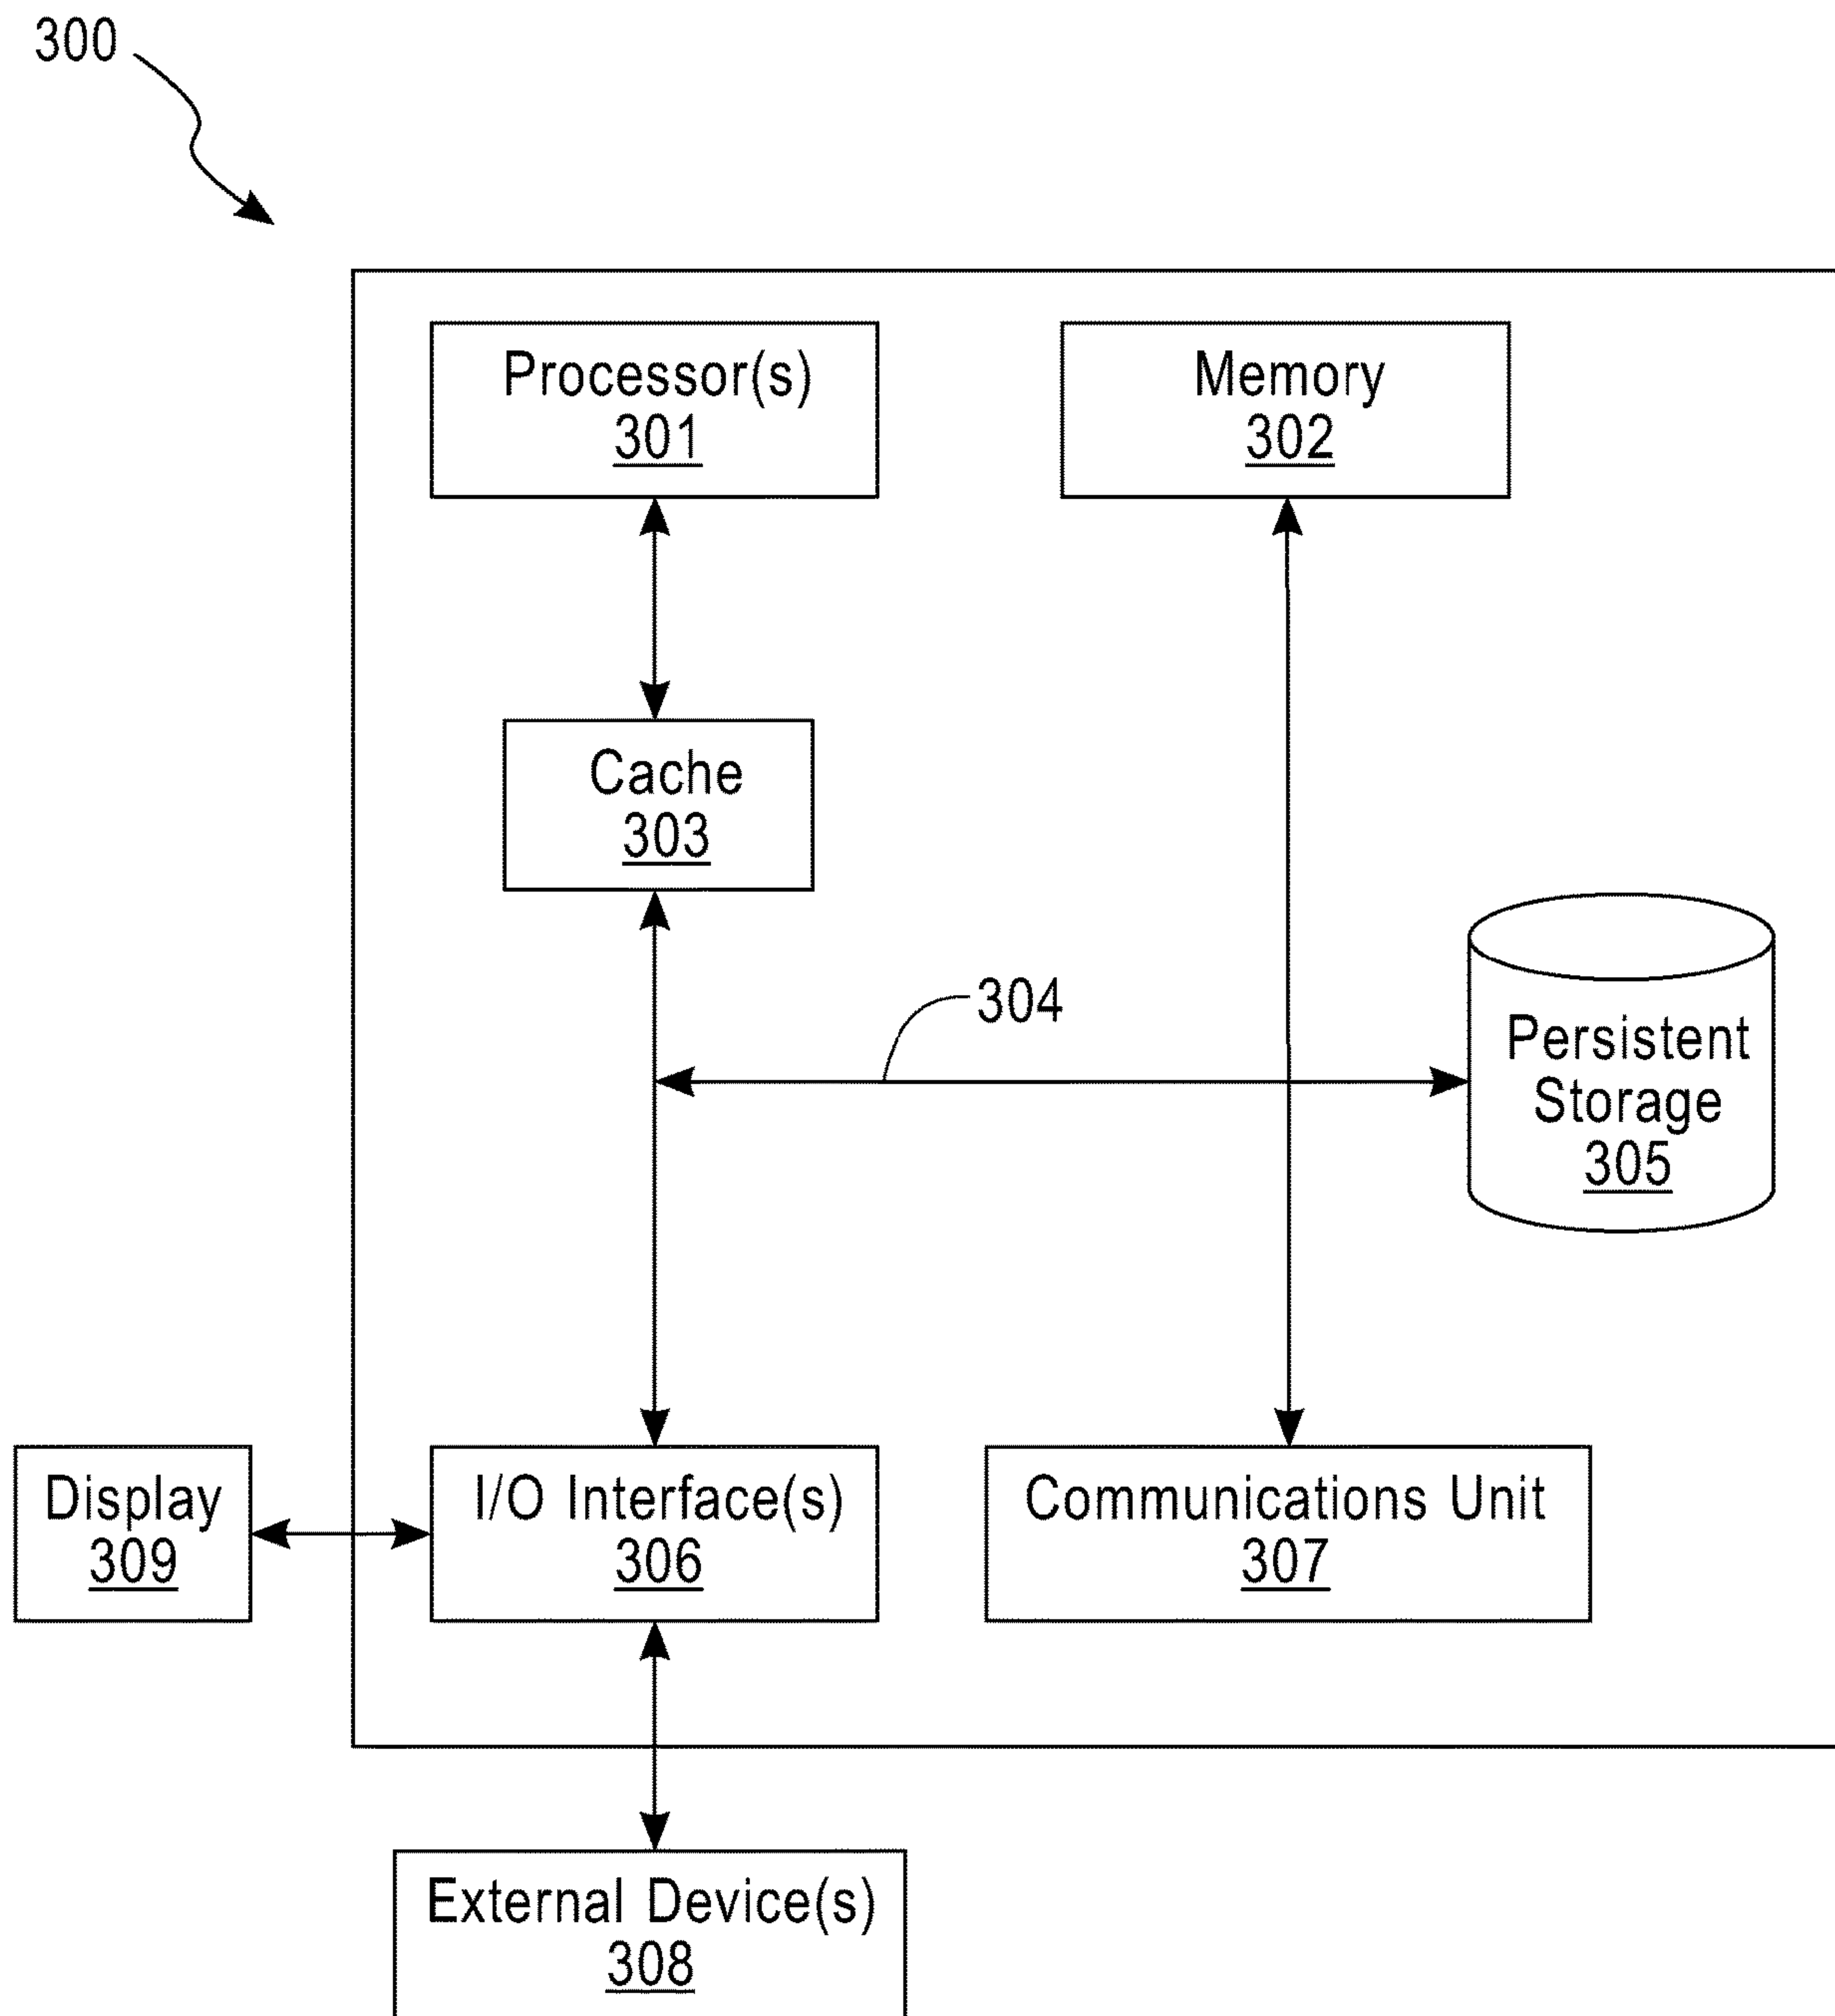 300
Processor(s)
301
Memory
302
Cache
303
304
Persistent
Storage
305
Display
309
I/O Interface(s)
306
Communications Unit
307
External Device(s)
308